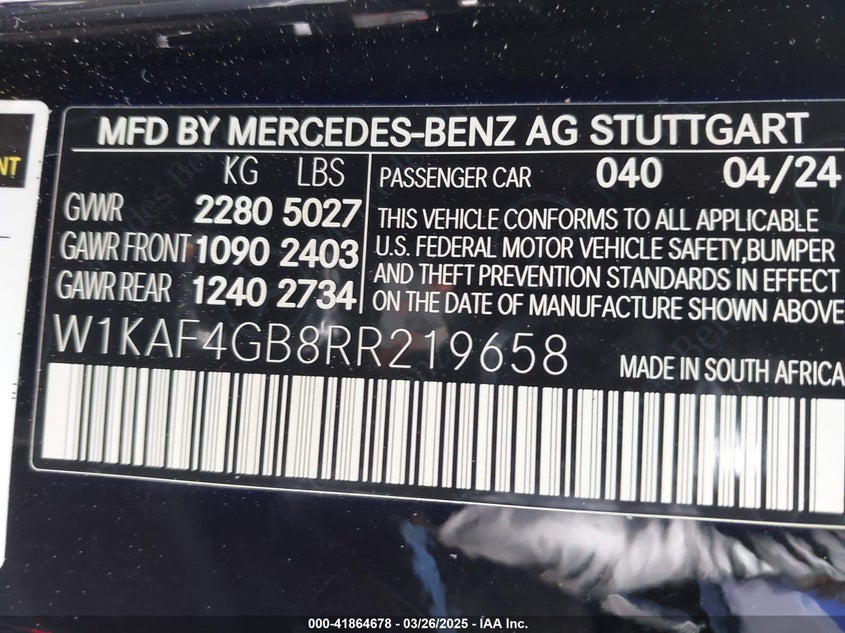 NT
MFD BY MERCEDES-BENZ AG STUTTGART
KG LBS
GVWR 2280 5027
GAWR FRONT 1090 2403
GAWR REAR 1240 2734
PASSENGER CAR 040 04/24
THIS VEHICLE CONFORMS TO ALL APPLICABLE
U.S. FEDERAL MOTOR VEHICLE SAFETY,BUMPER
AND THEFT PREVENTION STANDARDS IN EFFECT
ON THE DATE OF MANUFACTURE SHOWN ABOVE
W1KAF4GB8RR219658
MADE IN SOUTH AFRICA
000-41864678 / 03/26/2025 / IAA Inc.